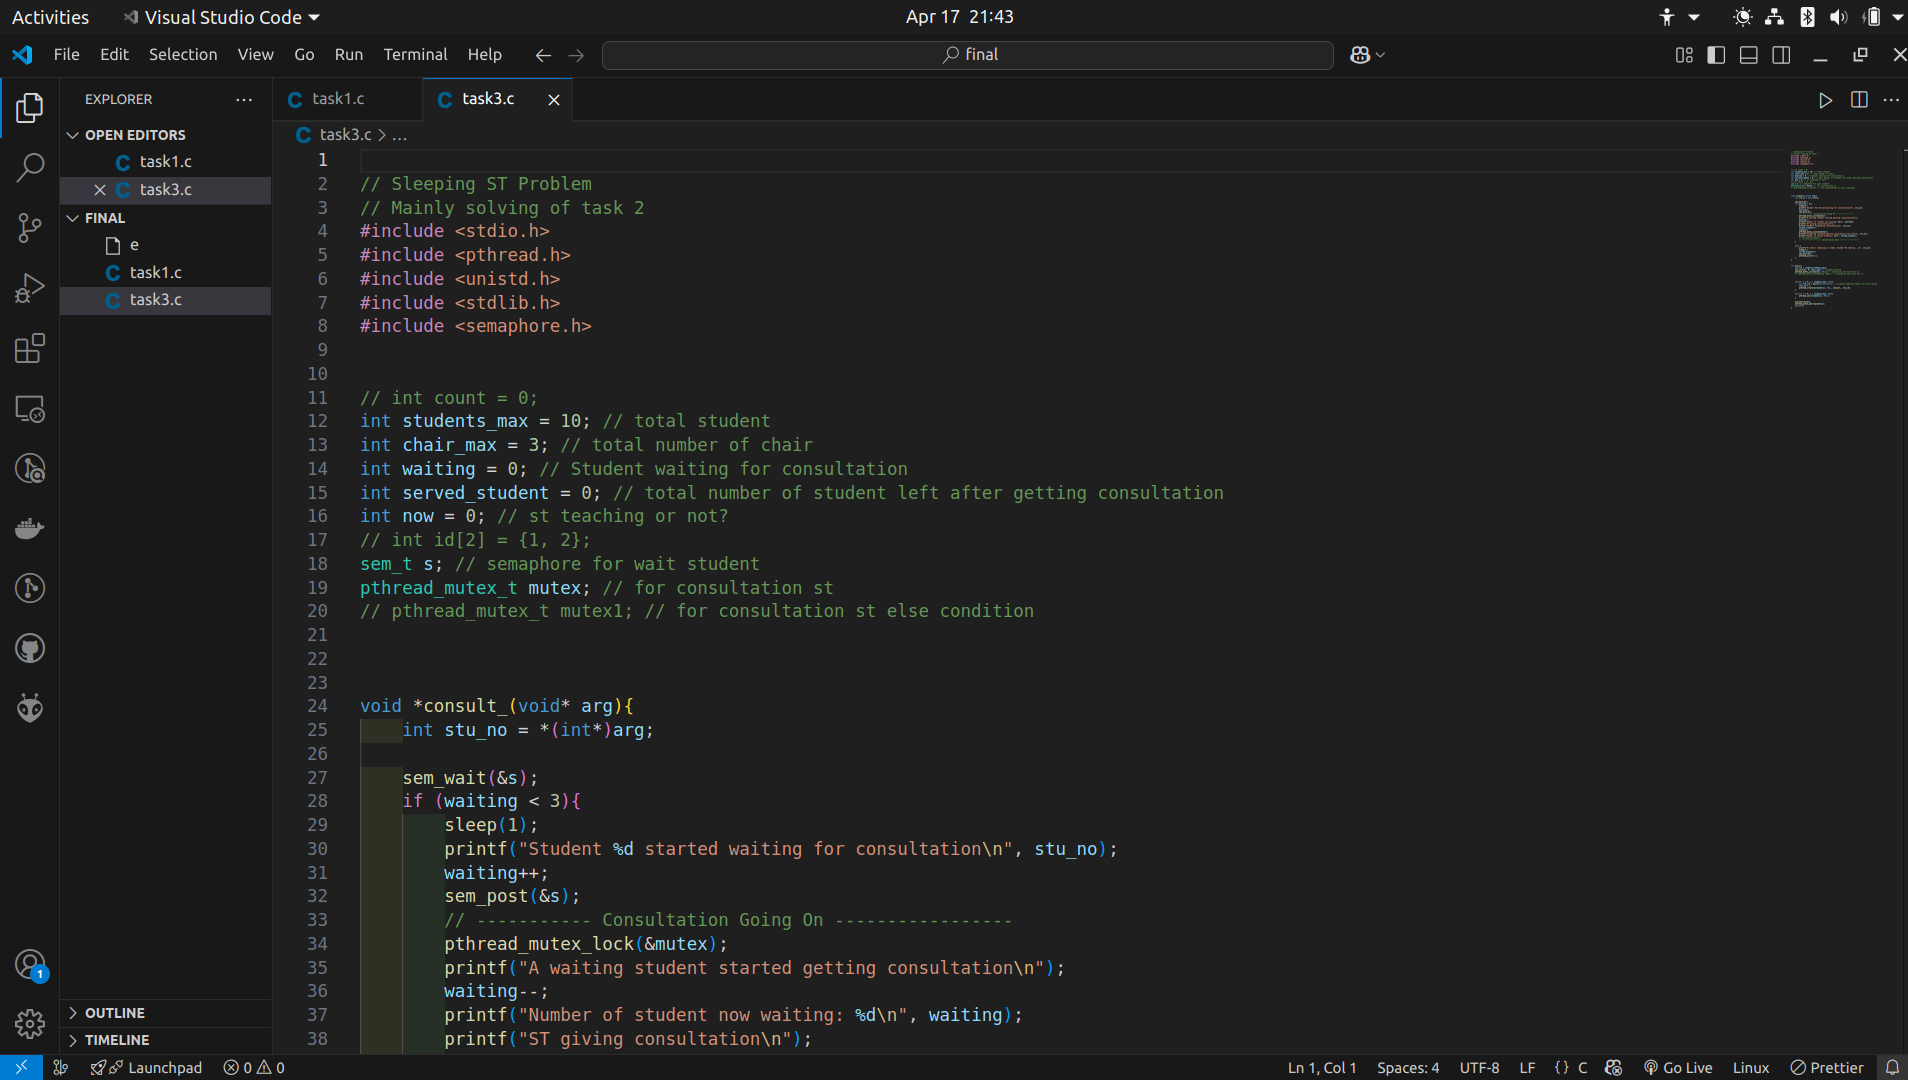 Activities
Visual Studio Code
Apr 17 21:43
File Edit Selection View Go Run Terminal Help
final
EXPLORER
OPEN EDITORS
task1.c
task3.c
FINAL
e
task1.c
task3.c
OUTLINE
TIMELINE
task1.c
task3.c
task3.c > ...
1
2 // Sleeping ST Problem
3 // Mainly solving of task 2
4 #include <stdio.h>
5 #include <pthread.h>
6 #include <unistd.h>
7 #include <stdlib.h>
8 #include <semaphore.h>
9
10
11 // int count = 0;
12 int students_max = 10; // total student
13 int chair_max = 3; // total number of chair
14 int waiting = 0; // Student waiting for consultation
15 int served_student = 0; // total number of student left after getting consultation
16 int now = 0; // st teaching or not?
17 // int id[2] = {1, 2};
18 sem_t s; // semaphore for wait student
19 pthread_mutex_t mutex; // for consultation st
20 // pthread_mutex_t mutex1; // for consultation st else condition
21
22
23
24 void *consult_(void* arg){
25 int stu_no = *(int*)arg;
26
27 sem_wait(&s);
28 if (waiting < 3){
29 sleep(1);
30 printf("Student %d started waiting for consultation\n", stu_no);
31 waiting++;
32 sem_post(&s);
33 // ----------- Consultation Going On -----------------
34 pthread_mutex_lock(&mutex);
35 printf("A waiting student started getting consultation\n");
36 waiting--;
37 printf("Number of student now waiting: %d\n", waiting);
38 printf("ST giving consultation\n");
1
Launchpad
0 0
Ln 1, Col 1
Spaces: 4
UTF-8
LF
{} C
Go Live
Linux
Prettier